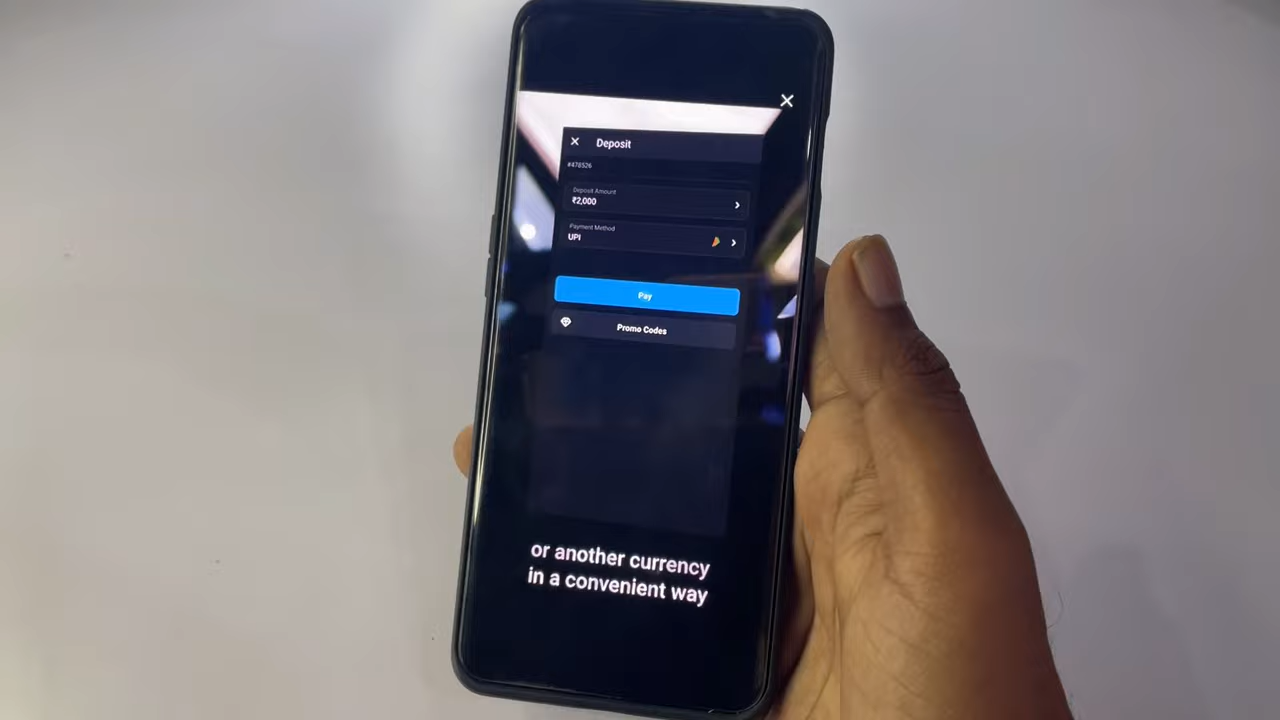 Deposit
#478526
Deposit Amount
₹2,000
Payment Method
UPI
Pay
Promo Codes
or another currency
in a convenient way